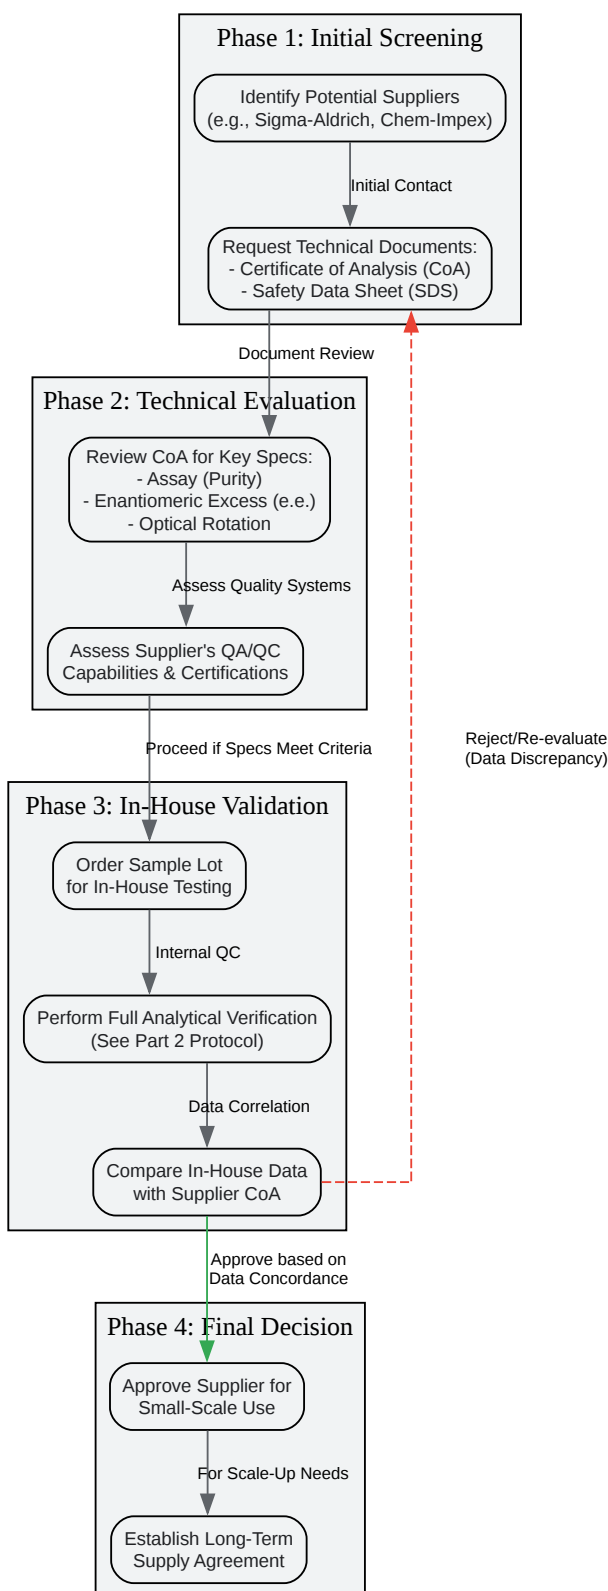 Phase 1: Initial Screening
Identify Potential Suppliers
(e.g., Sigma-Aldrich, Chem-Impex)
Initial Contact
Request Technical Documents:
- Certificate of Analysis (CoA)
- Safety Data Sheet (SDS)
Document Review
Phase 2: Technical Evaluation
Review CoA for Key Specs:
- Assay (Purity)
- Enantiomeric Excess (e.e.)
- Optical Rotation
Assess Quality Systems
Assess Supplier's QA/QC
Capabilities & Certifications
Proceed if Specs Meet Criteria
Reject/Re-evaluate
(Data Discrepancy)
Phase 3: In-House Validation
Order Sample Lot
for In-House Testing
Internal QC
Perform Full Analytical Verification
(See Part 2 Protocol)
Data Correlation
Compare In-House Data
with Supplier CoA
Approve based on
Data Concordance
Phase 4: Final Decision
Approve Supplier for
Small-Scale Use
For Scale-Up Needs
Establish Long-Term
Supply Agreement